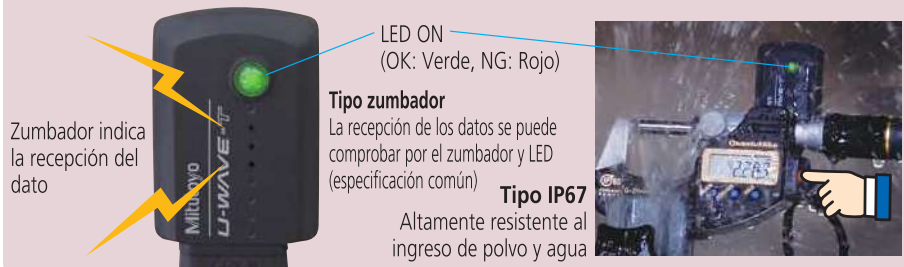 LED ON
(OK: Verde, NG: Rojo)
Zumbador indica
la recepción del
dato
Mitutoyo
U-WAVE-T
Tipo zumbador
La recepción de los datos se puede
comprobar por el zumbador y LED
(especificación común)
Tipo IP67
Altamente resistente al
ingreso de polvo y agua
QuantuMike